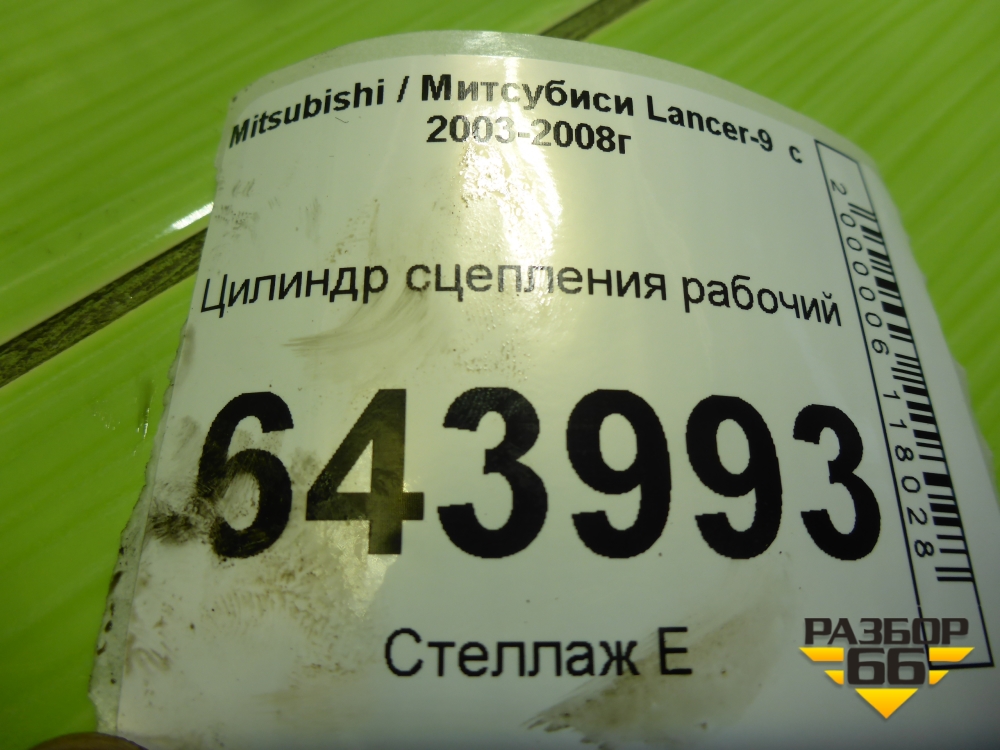 Mitsubishi / Митсубиси Lancer-9 с
2003-2008г
Цилиндр сцепления рабочий
643993
Стеллаж Е
2000006118028
РАЗБОР
66